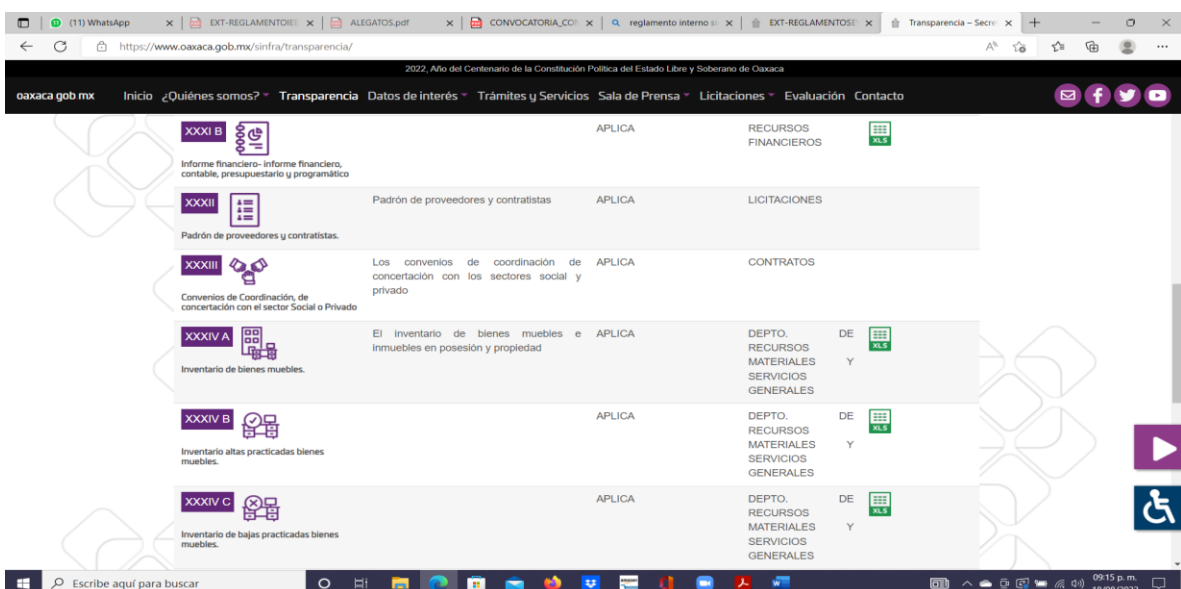 (11) WhatsApp
EXT-REGLAMENTOIEE
ALEGATOS.pdf
CONVOCATORIA_CON
reglamento interno si
EXT-REGLAMENTOSE
Transparencia – Secre
https://www.oaxaca.gob.mx/sinfra/transparencia/
2022, Año del Centenario de la Constitución Política del Estado Libre y Soberano de Oaxaca
oaxaca gob mx Inicio ¿Quiénes somos? Transparencia Datos de interés Trámites y Servicios Sala de Prensa Licitaciones Evaluación Contacto
XXXI B
APLICA
RECURSOS
FINANCIEROS
XLS
Informe financiero- informe financiero,
contable, presupuestario y programático
XXXII
Padrón de proveedores y contratistas
APLICA
LICITACIONES
Padrón de proveedores y contratistas.
XXXIII
Los convenios de coordinación de
concertación con los sectores social y
privado
APLICA
CONTRATOS
Convenios de Coordinación, de
concertación con el sector Social o Privado
XXXIV A
El inventario de bienes muebles e
inmuebles en posesión y propiedad
APLICA
DEPTO. DE
RECURSOS
MATERIALES Y
SERVICIOS
GENERALES
XLS
Inventario de bienes muebles.
XXXIV B
APLICA
DEPTO. DE
RECURSOS
MATERIALES Y
SERVICIOS
GENERALES
XLS
Inventario altas practicadas bienes
muebles.
XXXIV C
APLICA
DEPTO. DE
RECURSOS
MATERIALES Y
SERVICIOS
GENERALES
XLS
Inventario de bajas practicadas bienes
muebles.
Escribe aquí para buscar
09:15 p. m.
18/08/2022